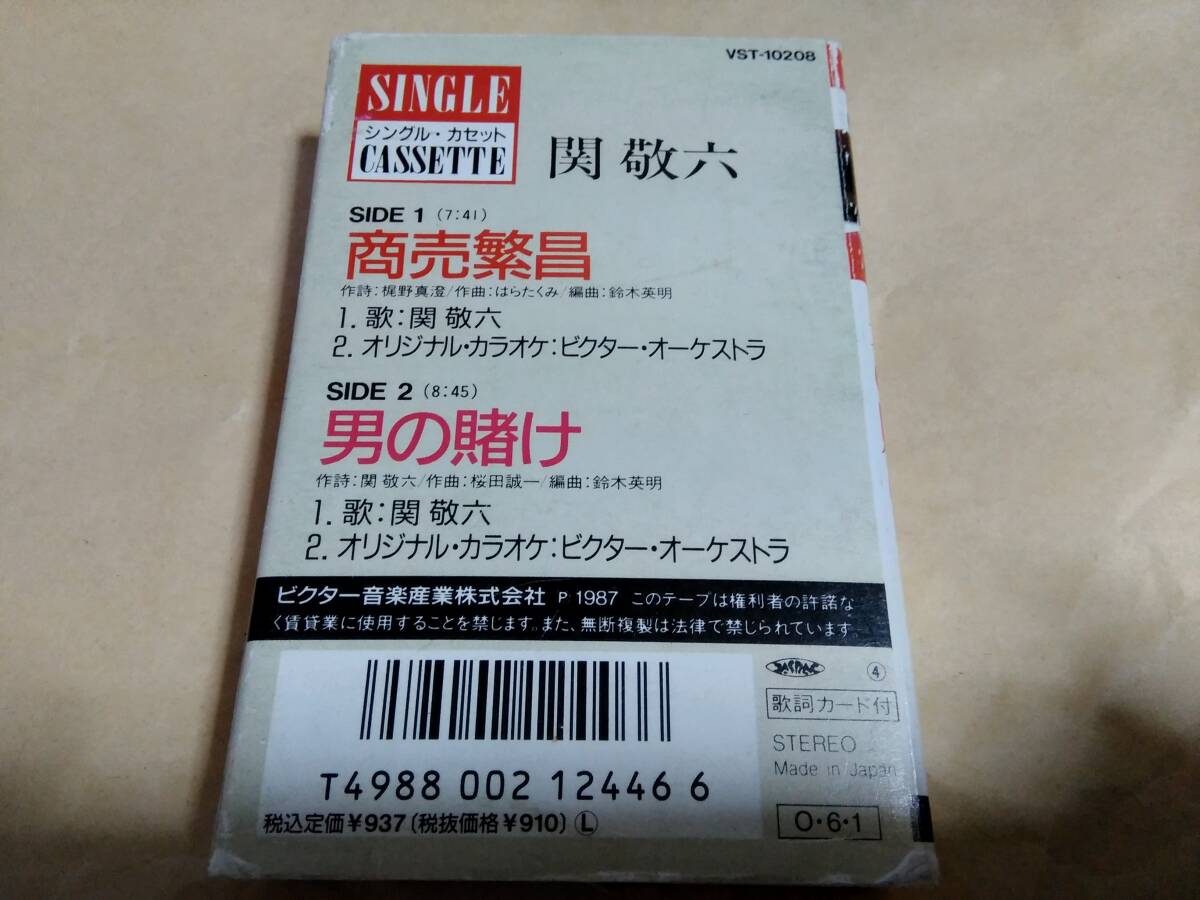 VST-10208
SINGLE
シングル・カセット
CASSETTE
関 敬六
SIDE 1 (7:41)
商売繁昌
作詩:梶野真澄/作曲:はらたくみ/編曲:鈴木英明
1. 歌:関 敬六
2. オリジナル・カラオケ:ビクター・オーケストラ
SIDE 2 (8:45)
男の賭け
作詩:関 敬六/作曲:桜田誠一/編曲:鈴木英明
1. 歌:関 敬六
2. オリジナル・カラオケ:ビクター・オーケストラ
ビクター音楽産業株式会社 P 1987 このテープは権利者の許諾な
く賃貸業に使用することを禁じます。また、無断複製は法律で禁じられています。
JASRAC ④
歌詞カード付
STEREO
Made in Japan
T4988 002 12446 6
税込定価¥937(税抜価格¥910) Ⓛ
O・6・1